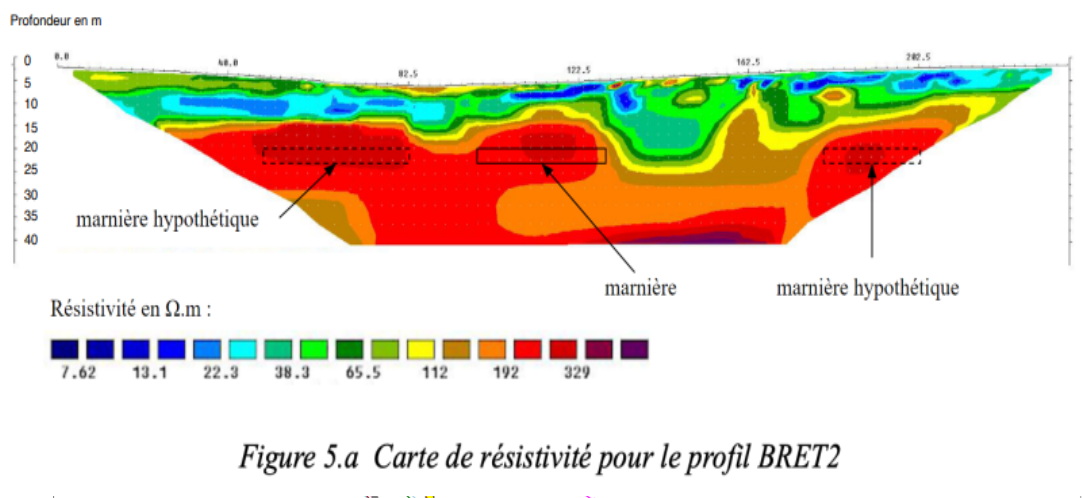 Profondeur en m
0
5
10
15
20
25
30
35
40
0.0 40.0 82.5 122.5 162.5 202.5
marnière hypothétique
marnière
marnière hypothétique
Résistivité en Ω.m :
7.62 13.1 22.3 38.3 65.5 112 192 329
Figure 5.a Carte de résistivité pour le profil BRET2